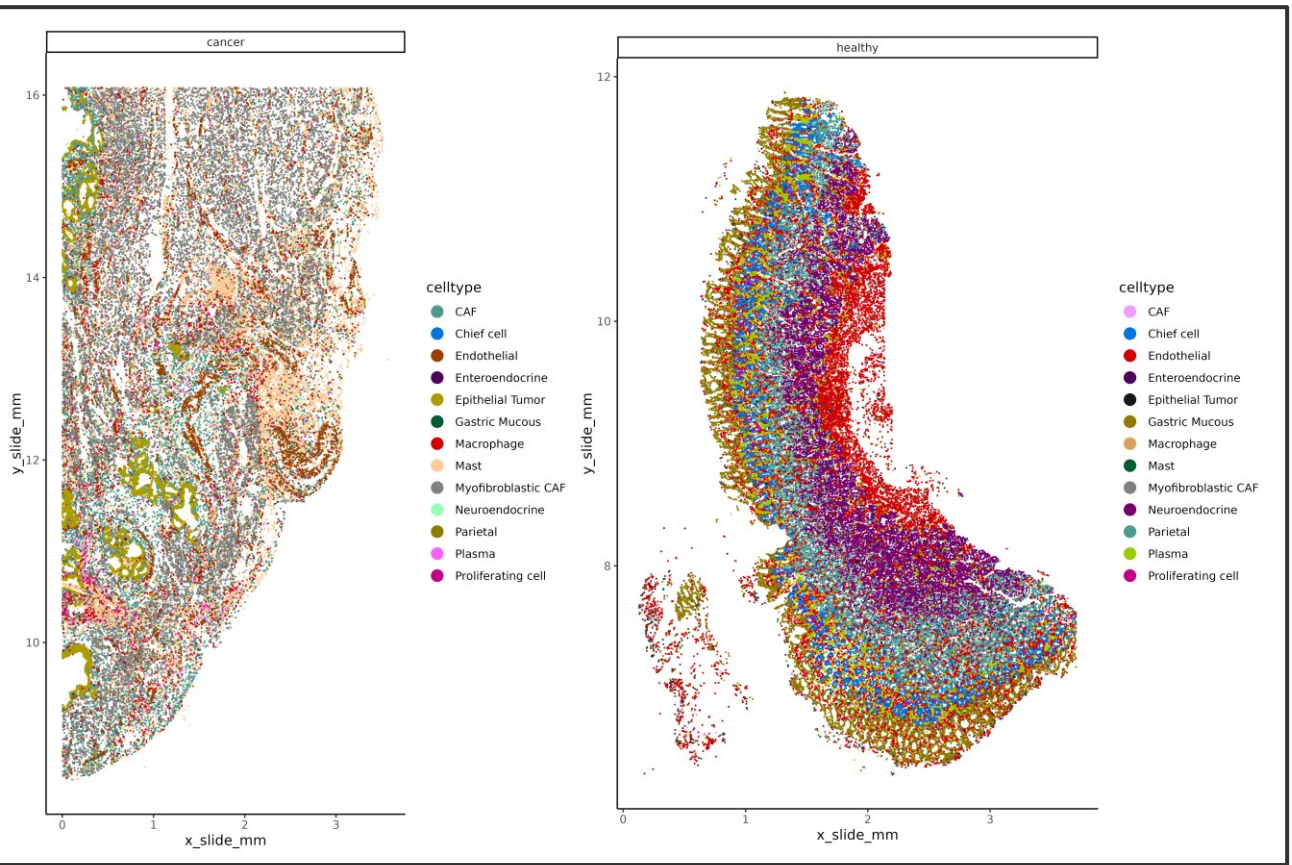 cancer
16
14
12
10
y_slide_mm
0
1
2
3
x_slide_mm
celltype
CAF
Chief cell
Endothelial
Enteroendocrine
Epithelial Tumor
Gastric Mucous
Macrophage
Mast
Myofibroblastic CAF
Neuroendocrine
Parietal
Plasma
Proliferating cell
healthy
12
10
8
y_slide_mm
0
1
2
3
x_slide_mm
celltype
CAF
Chief cell
Endothelial
Enteroendocrine
Epithelial Tumor
Gastric Mucous
Macrophage
Mast
Myofibroblastic CAF
Neuroendocrine
Parietal
Plasma
Proliferating cell